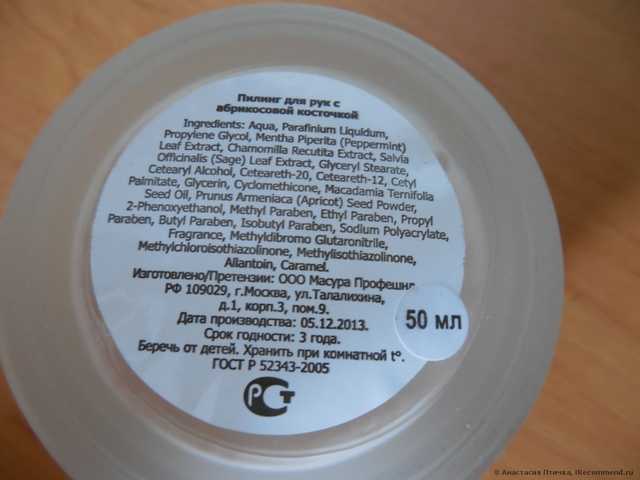 Пилинг для рук с
абрикосовой косточкой
Ingredients: Aqua, Parafinium Liquidum,
Propylene Glycol, Mentha Piperita (Peppermint)
Leaf Extract, Chamomilla Recutita Extract, Salvia
Officinalis (Sage) Leaf Extract, Glyceryl Stearate,
Cetearyl Alcohol, Ceteareth-20, Ceteareth-12, Cetyl
Palmitate, Glycerin, Cyclomethicone, Macadamia Ternifolia
Seed Oil, Prunus Armeniaca (Apricot) Seed Powder,
2-Phenoxyethanol, Methyl Paraben, Ethyl Paraben, Propyl
Paraben, Butyl Paraben, Isobutyl Paraben, Sodium Polyacrylate,
Fragrance, Methyldibromo Glutaronitrile,
Methylchloroisothiazolinone, Methylisothiazolinone,
Allantoin, Caramel.
Изготовлено/Претензии: ООО Масура Профешнл
РФ 109029, г.Москва, ул.Талалихина,
д.1, корп.3, пом.9.
Дата производства: 05.12.2013.
50 мл
Срок годности: 3 года.
Беречь от детей. Хранить при комнатной t°.
ГОСТ Р 52343-2005
РСТ
© Анастасия Птичка, IRecommend.ru